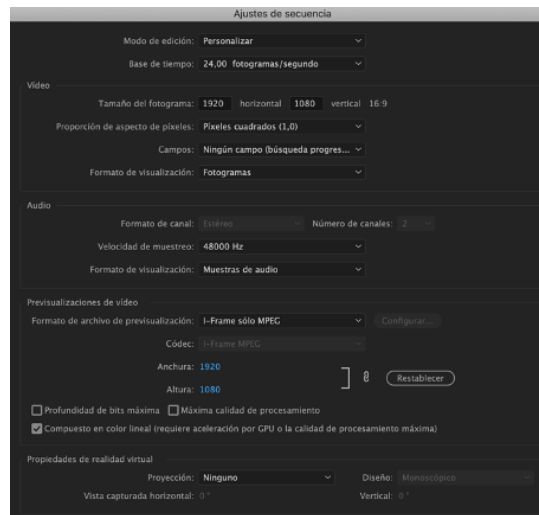 Ajustes de secuencia
Modo de edición: Personalizar
Base de tiempo: 24,00 fotogramas/segundo
Vídeo
Tamaño del fotograma: 1920 horizontal 1080 vertical 16:9
Proporción de aspecto de píxeles: Píxeles cuadrados (1,0)
Campos: Ningún campo (búsqueda progres...
Formato de visualización: Fotogramas
Audio
Formato de canal: Estéreo Número de canales: 2
Velocidad de muestreo: 48000 Hz
Formato de visualización: Muestras de audio
Previsualizaciones de vídeo
Formato de archivo de previsualización: I-Frame sólo MPEG Configurar...
Códec: I-Frame MPEG
Anchura: 1920
Restablecer
Altura: 1080
Profundidad de bits máxima Máxima calidad de procesamiento
Compuesto en color lineal (requiere aceleración por GPU o la calidad de procesamiento máxima)
Propiedades de realidad virtual
Proyección: Ninguno Diseño: Monoscópico
Vista capturada horizontal: 0° Vertical: 0°